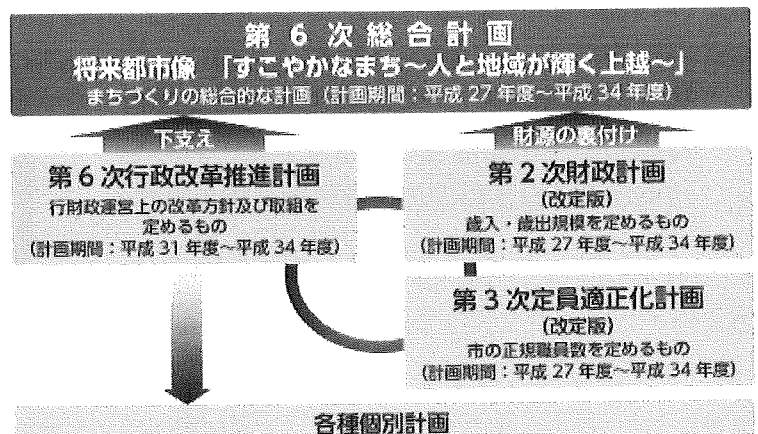 第6次総合計画
将来都市像 「すこやかなまち~人と地域が輝く上越~」
まちづくりの総合的な計画(計画期間:平成27年度~平成34年度)
下支え
財源の裏付け
第6次行政改革推進計画
行財政運営上の改革方針及び取組を
定めるもの
(計画期間:平成31年度~平成34年度)
第2次財政計画
(改定版)
歳入・歳出規模を定めるもの
(計画期間:平成27年度~平成34年度)
第3次定員適正化計画
(改定版)
市の正規職員数を定めるもの
(計画期間:平成27年度~平成34年度)
各種個別計画